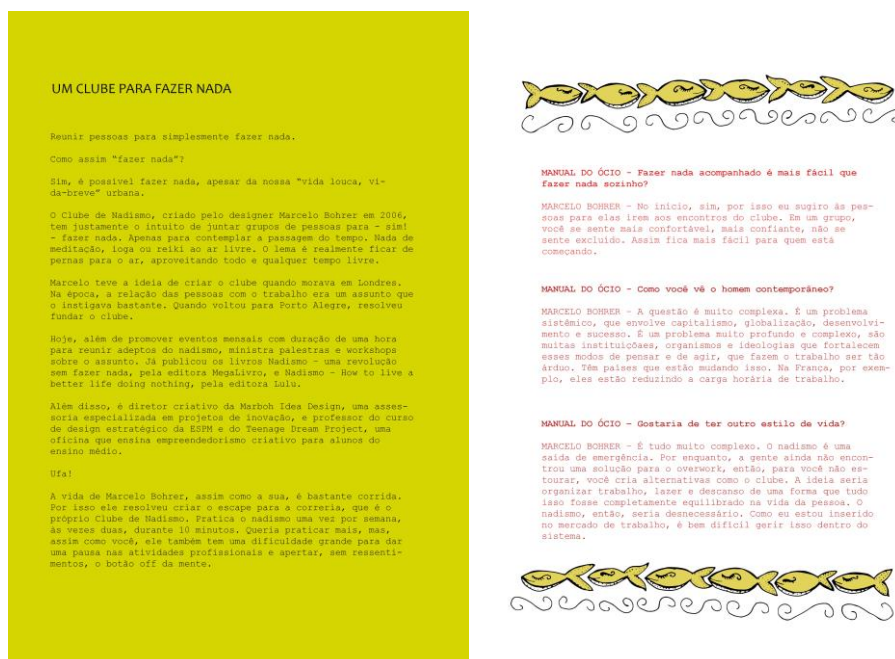 UM CLUBE PARA FAZER NADA
Reunir pessoas para simplesmente fazer nada.
Como assim “fazer nada”?
Sim, é possível fazer nada, apesar da nossa “vida louca, vi-
da-breve” urbana.
O Clube de Nadismo, criado pelo designer Marcelo Bohrer em 2006,
tem justamente o intuito de juntar grupos de pessoas para - sim!
- fazer nada. Apenas para contemplar a passagem do tempo. Nada de
meditação, ioga ou reiki ao ar livre. O lema é realmente ficar de
pernas para o ar, aproveitando todo e qualquer tempo livre.
Marcelo teve a ideia de criar o clube quando morava em Londres.
Na época, a relação das pessoas com o trabalho era um assunto que
o instigava bastante. Quando voltou para Porto Alegre, resolveu
fundar o clube.
Hoje, além de promover eventos mensais com duração de uma hora
para reunir adeptos do nadismo, ministra palestras e workshops
sobre o assunto. Já publicou os livros Nadismo - uma revolução
sem fazer nada, pela editora MegaLivro, e Nadismo - How to live a
better life doing nothing, pela editora Lulu.
Além disso, é diretor criativo da Marboh Idea Design, uma asses-
soria especializada em projetos de inovação, e professor do curso
de design estratégico da ESPM e do Teenage Dream Project, uma
oficina que ensina empreendedorismo criativo para alunos do
ensino médio.
Ufa!
A vida de Marcelo Bohrer, assim como a sua, é bastante corrida.
Por isso ele resolveu criar o escape para a correria, que é o
próprio Clube de Nadismo. Pratica o nadismo uma vez por semana,
às vezes duas, durante 10 minutos. Queria praticar mais, mas,
assim como você, ele também tem uma dificuldade grande para dar
uma pausa nas atividades profissionais e apertar, sem ressenti-
mentos, o botão off da mente.
MANUAL DO ÓCIO - Fazer nada acompanhado é mais fácil que
fazer nada sozinho?
MARCELO BOHRER - No início, sim, por isso eu sugiro às pes-
soas para elas irem aos encontros do clube. Em um grupo,
você se sente mais confortável, mais confiante, não se
sente excluído. Assim fica mais fácil para quem está
começando.
MANUAL DO ÓCIO - Como você vê o homem contemporâneo?
MARCELO BOHRER - A questão é muito complexa. É um problema
sistêmico, que envolve capitalismo, globalização, desenvolvi-
mento e sucesso. É um problema muito profundo e complexo, são
muitas instituiçõaes, organismos e ideologias que fortalecem
esses modos de pensar e de agir, que fazem o trabalho ser tão
árduo. Têm países que estão mudando isso. Na França, por exem-
plo, eles estão reduzindo a carga horária de trabalho.
MANUAL DO ÓCIO – Gostaria de ter outro estilo de vida?
MARCELO BOHRER - É tudo muito complexo. O nadismo é uma
saída de emergência. Por enquanto, a gente ainda não encon-
trou uma solução para o overwork, então, para você não es-
tourar, você cria alternativas como o clube. A ideia seria
organizar trabalho, lazer e descanso de uma forma que tudo
isso fosse completamente equilibrado na vida da pessoa. O
nadismo, então, seria desnecessário. Como eu estou inserido
no mercado de trabalho, é bem difícil gerir isso dentro do
sistema.